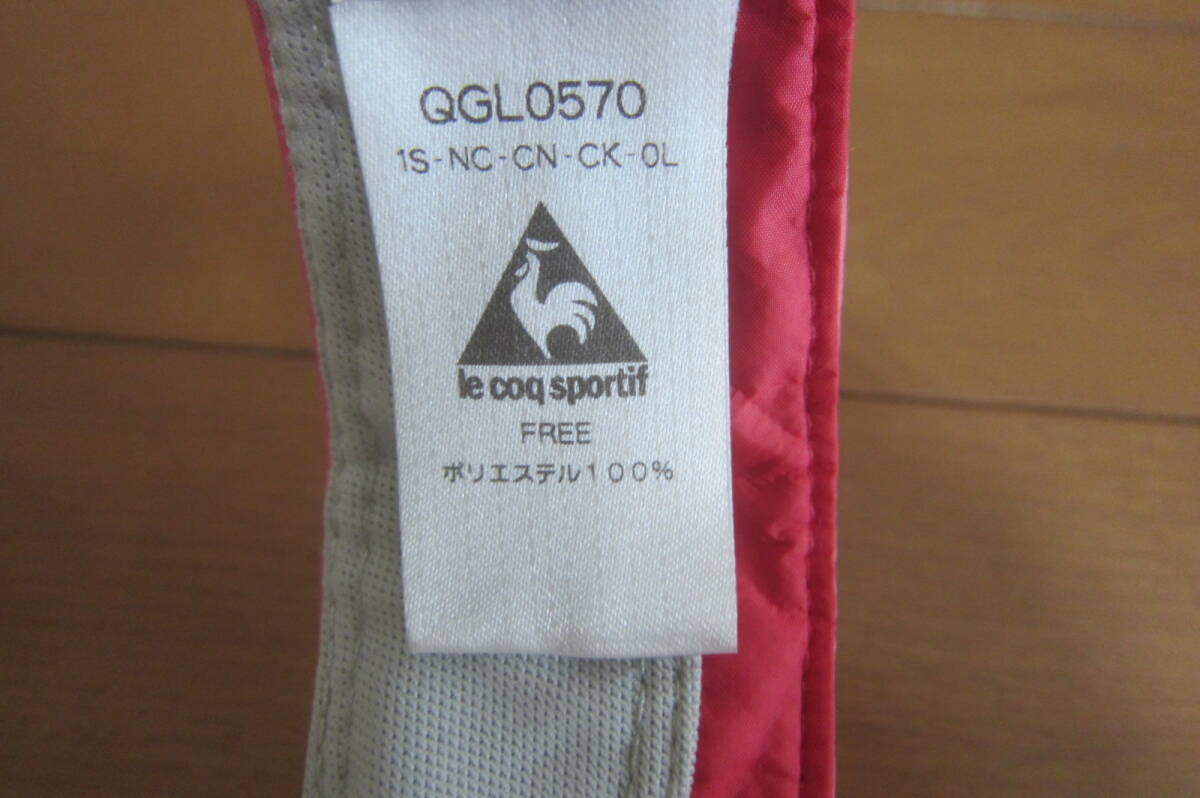 QGL0570
1S-NC-CN-CK-0L
le coq sportif
FREE
ポリエステル100%